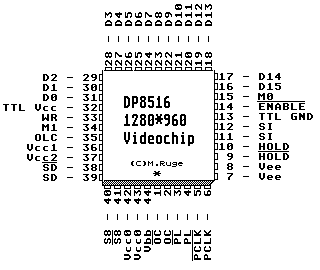 28 - D3
27 - D4
26 - D5
25 - D6
24 - D7
23 - D8
22 - D9
21 - D10
20 - D11
19 - D12
18 - D13
D2 - 29
D1 - 30
D0 - 31
TTL Vcc - 32
WR - 33
M1 - 34
OLC - 35
Vcc1 - 36
Vcc2 - 37
SD - 38
SD - 39
DP8516
1280*960
Videochip
(C)M.Ruge
*
17 - D14
16 - D15
15 - M0
14 - ENABLE
13 - TTL GND
12 - SI
11 - SI
10 - HOLD
9 - HOLD
8 - Vee
7 - Vee
S8 - 40
S8 - 41
Vcc0 - 42
Vcc0 - 43
Vbb - 44
OC - 1
OC - 2
PL - 3
PL - 4
PCLK - 5
PCLK - 6